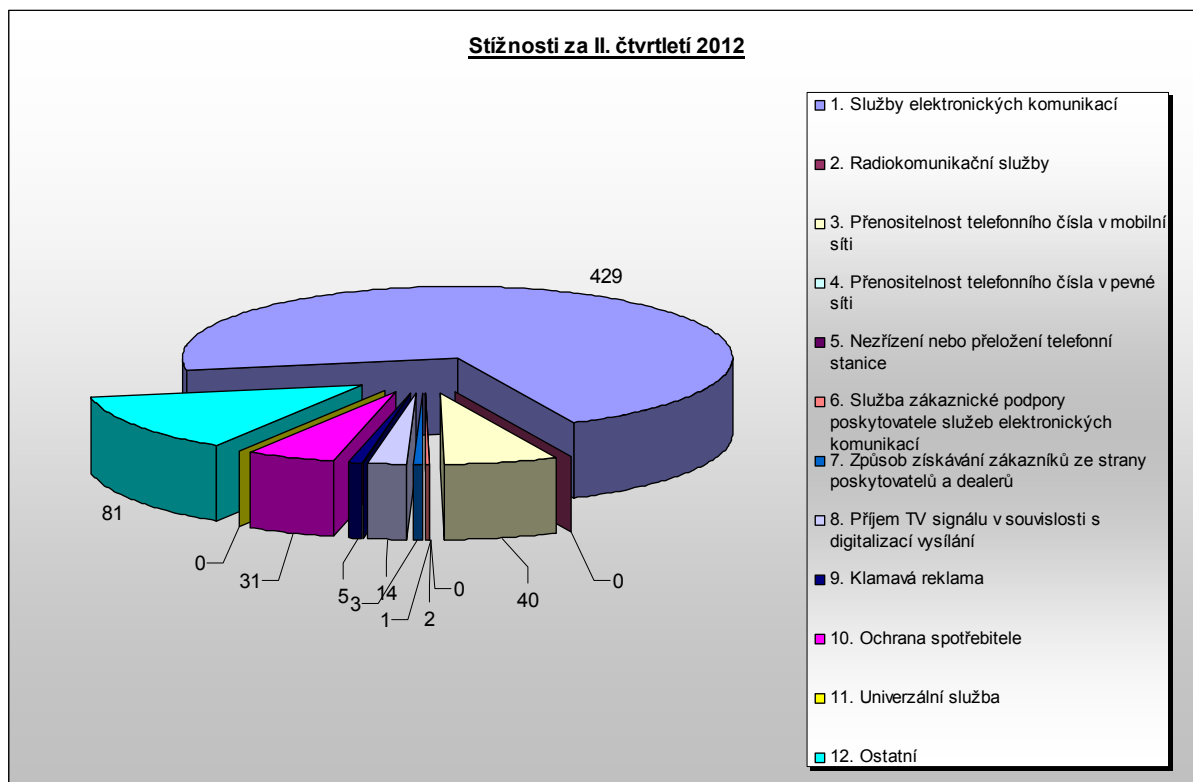 Stížnosti za II. čtvrtletí 2012
429
81
0
31
5
14
3
1
2
0
40
0
1. Služby elektronických komunikací
2. Radiokomunikační služby
3. Přenositelnost telefonního čísla v mobilní
síti
4. Přenositelnost telefonního čísla v pevné
síti
5. Nezřízení nebo přeložení telefonní
stanice
6. Služba zákaznické podpory
poskytovatele služeb elektronických
komunikací
7. Způsob získávání zákazníků ze strany
poskytovatelů a dealerů
8. Příjem TV signálu v souvislosti s
digitalizací vysílání
9. Klamavá reklama
10. Ochrana spotřebitele
11. Univerzální služba
12. Ostatní